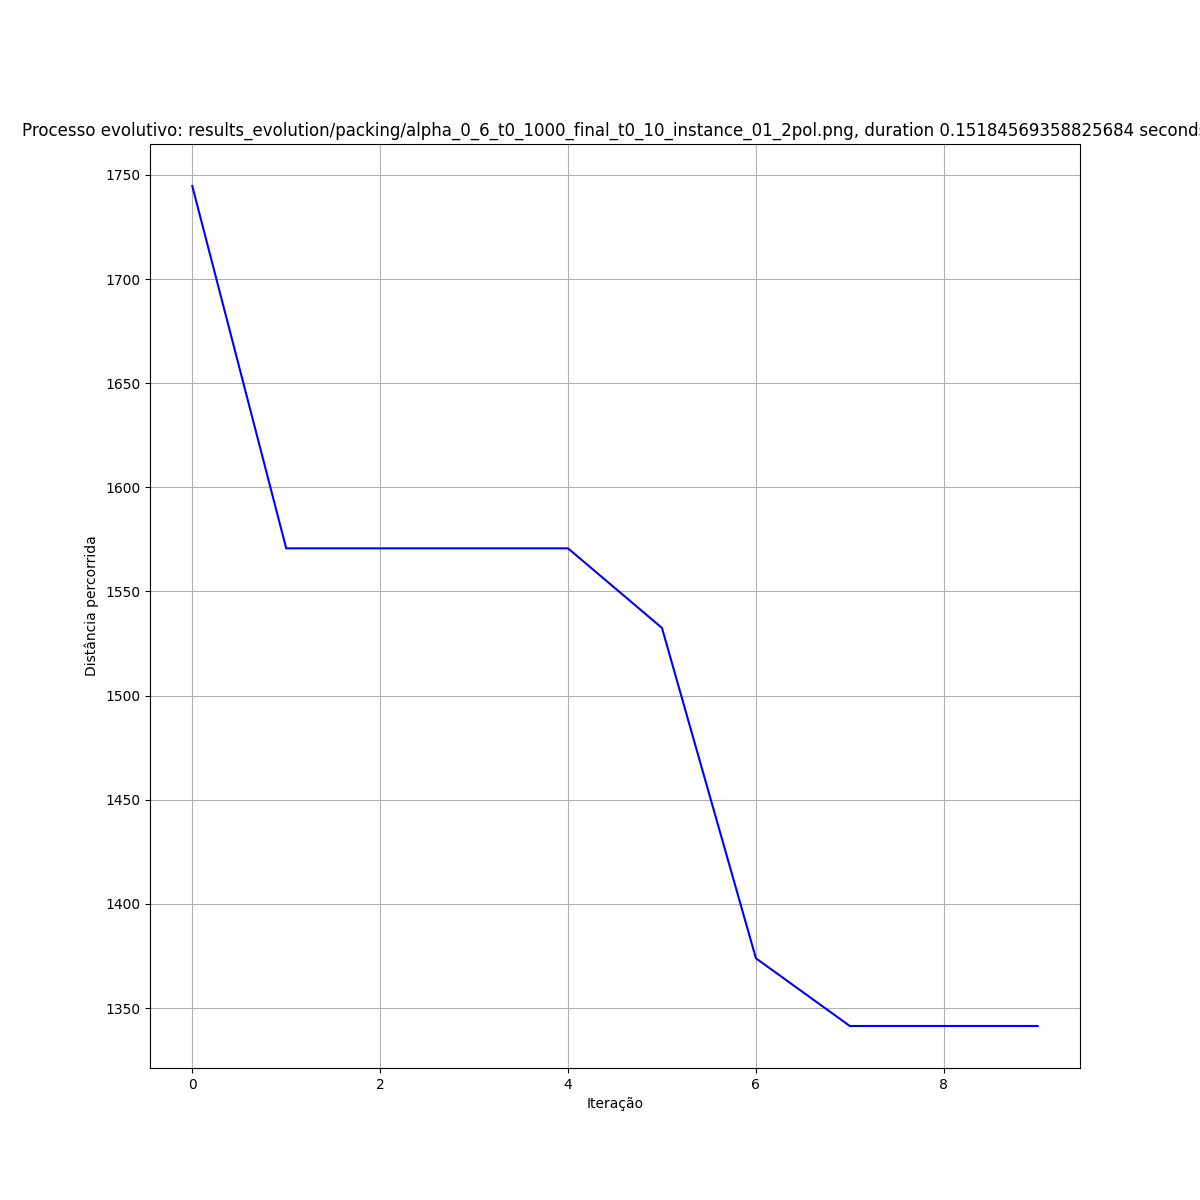 Processo evolutivo: results_evolution/packing/alpha_0_6_t0_1000_final_t0_10_instance_01_2pol.png, duration 0.15184569358825684 second
1750
1700
1650
1600
1550
1500
1450
1400
1350
Distância percorrida
0 2 4 6 8
Iteração